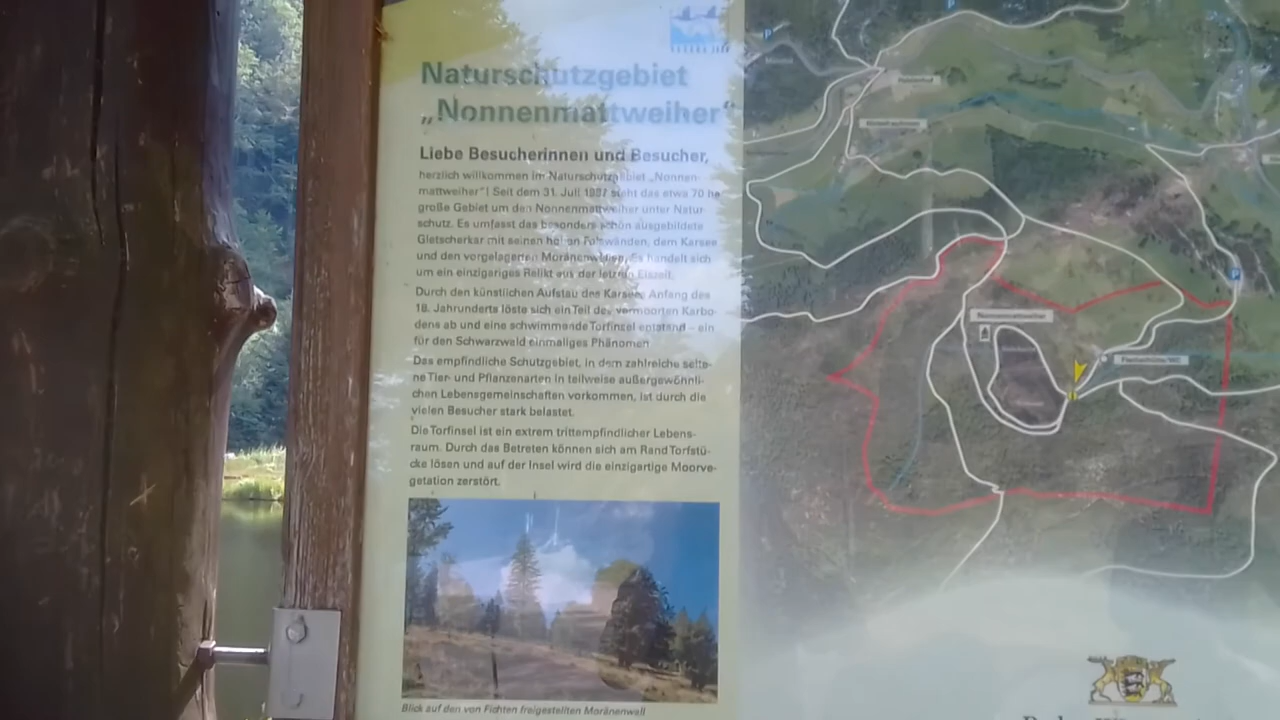 Naturschutzgebiet
„Nonnenmattweiher“
Liebe Besucherinnen und Besucher,
herzlich willkommen im Naturschutzgebiet „Nonnen-
mattweiher“! Seit dem 31. Juli 1987 steht das etwa 70 ha
große Gebiet um den Nonnenmattweiher unter Natur-
schutz. Es umfasst das besonders schön ausgebildete
Gletscherkar mit seinen hohen Felswänden, dem Karsee
und den vorgelagerten Moränenwällen. Es handelt sich
um ein einzigartiges Relikt aus der letzten Eiszeit.
Durch den künstlichen Aufstau des Karsees Anfang des
18. Jahrhunderts löste sich ein Teil des vermoorten Karbo-
dens ab und eine schwimmende Torfinsel entstand – ein
für den Schwarzwald einmaliges Phänomen
Das empfindliche Schutzgebiet, in dem zahlreiche selte-
ne Tier- und Pflanzenarten in teilweise außergewöhnli-
chen Lebensgemeinschaften vorkommen, ist durch die
vielen Besucher stark belastet.
Die Torfinsel ist ein extrem trittempfindlicher Lebens-
raum. Durch das Betreten können sich am Rand Torfstü-
cke lösen und auf der Insel wird die einzigartige Moorve-
getation zerstört.
Blick auf den von Fichten freigestellten Moränenwall
P
P
P
Nonnenmattweiher
Fischerhütte/WC